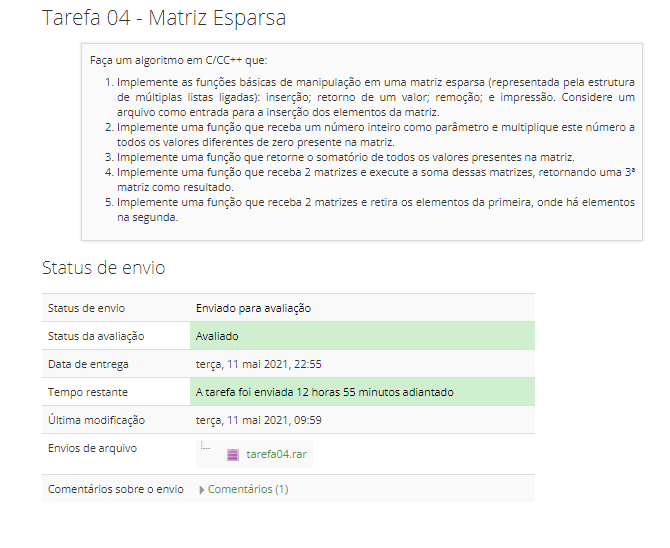 Tarefa 04 - Matriz Esparsa
Faça um algoritmo em C/CC++ que:
1. Implemente as funções básicas de manipulação em uma matriz esparsa (representada pela estrutura
de múltiplas listas ligadas): inserção; retorno de um valor; remoção; e impressão. Considere um
arquivo como entrada para a inserção dos elementos da matriz.
2. Implemente uma função que receba um número inteiro como parâmetro e multiplique este número a
todos os valores diferentes de zero presente na matriz.
3. Implemente uma função que retorne o somatório de todos os valores presentes na matriz.
4. Implemente uma função que receba 2 matrizes e execute a soma dessas matrizes, retornando uma 3ª
matriz como resultado.
5. Implemente uma função que receba 2 matrizes e retira os elementos da primeira, onde há elementos
na segunda.
Status de envio
Status de envio Enviado para avaliação
Status da avaliação Avaliado
Data de entrega terça, 11 mai 2021, 22:55
Tempo restante A tarefa foi enviada 12 horas 55 minutos adiantado
Última modificação terça, 11 mai 2021, 09:59
Envios de arquivo
tarefa04.rar
Comentários sobre o envio Comentários (1)